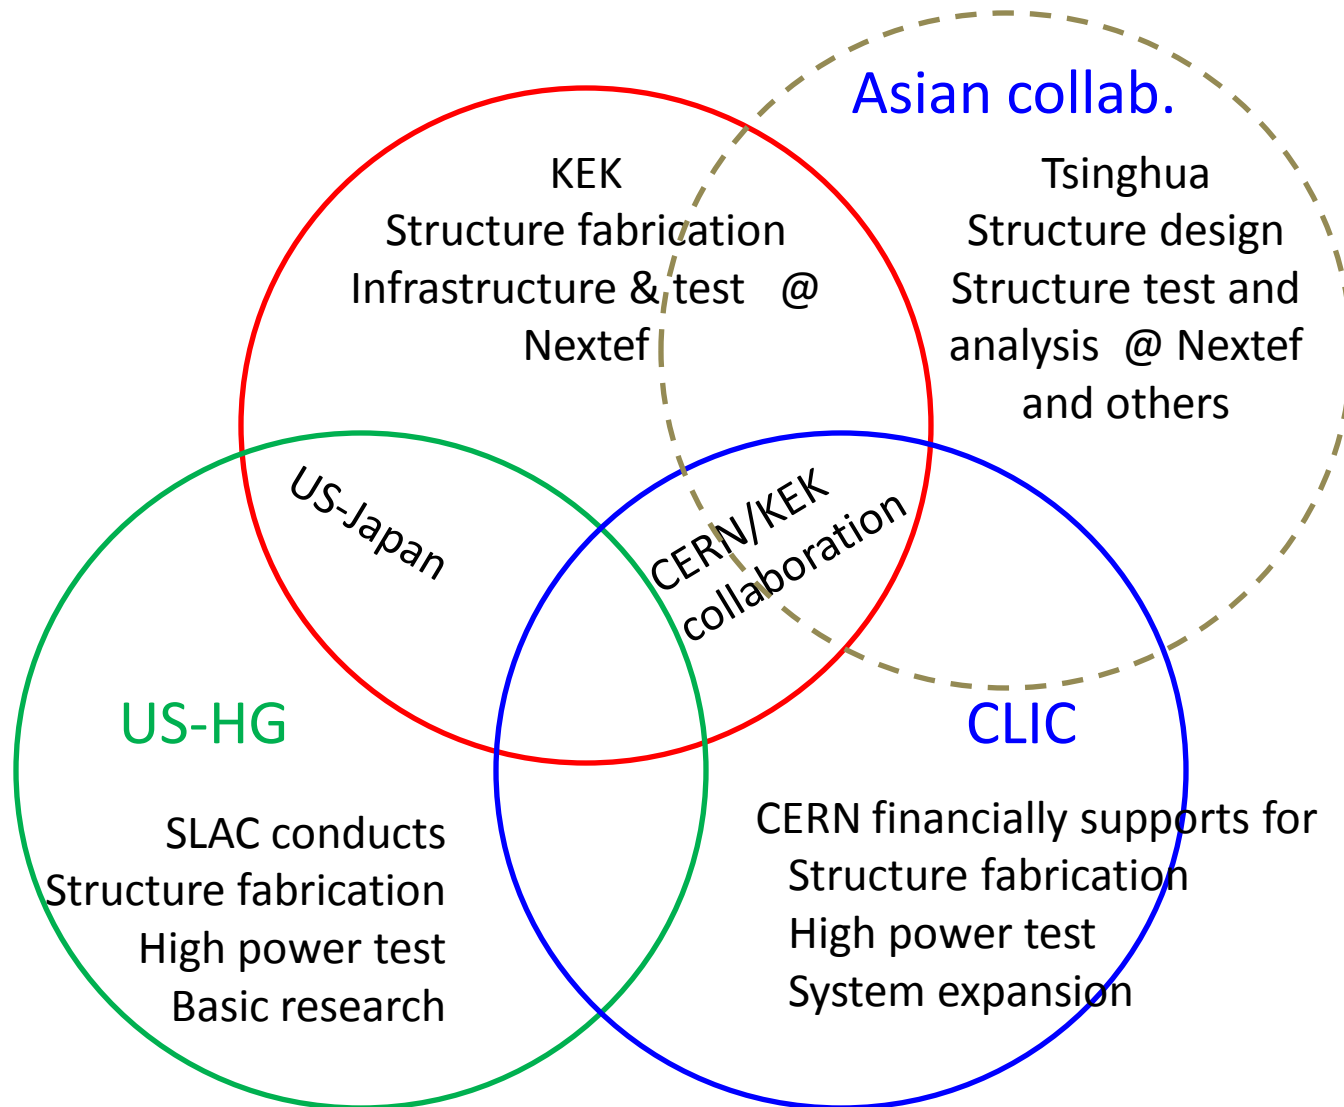 Asian collab.
KEK
Structure fabrication
Infrastructure & test @
Nextef
Tsinghua
Structure design
Structure test and
analysis @ Nextef
and others
US-Japan
CERN/KEK
collaboration
US-HG
SLAC conducts
Structure fabrication
High power test
Basic research
CLIC
CERN financially supports for
Structure fabrication
High power test
System expansion